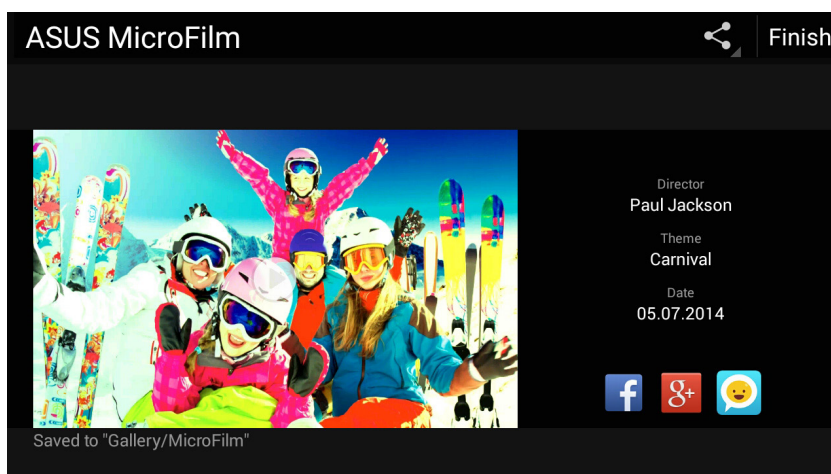 ASUS MicroFilm
Finish
Director
Paul Jackson
Theme
Carnival
Date
05.07.2014
f
g+
Saved to "Gallery/MicroFilm"